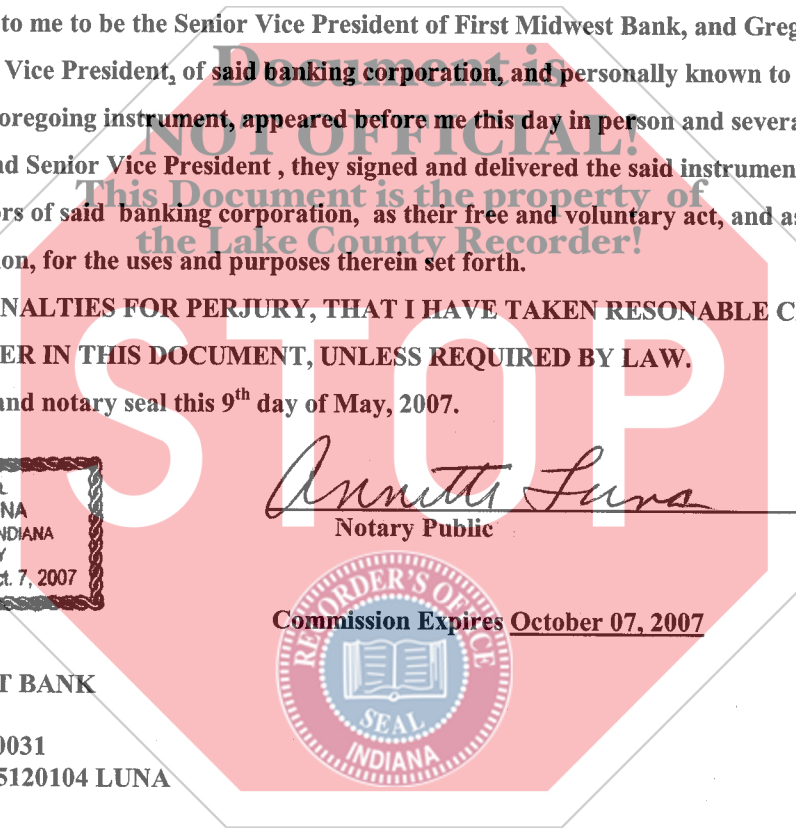 to me to be the Senior Vice President of First Midwest Bank, and Greg
Document is
Vice President, of said banking corporation, and personally known to
oregoing instrument, appeared before me this day in person and severa
NOT OFFICIAL!
nd Senior Vice President , they signed and delivered the said instrumen
This Document is the property of
rs of said banking corporation, as their free and voluntary act, and as
the Lake County Recorder!
on, for the uses and purposes therein set forth.
NALTIES FOR PERJURY, THAT I HAVE TAKEN RESONABLE C
ER IN THIS DOCUMENT, UNLESS REQUIRED BY LAW.
and notary seal this 9th day of May, 2007.
STOP
Annette Luna
Notary Public
NA
NDIANA
Y
ct. 7, 2007
RECORDER'S OFFICE
SEAL
INDIANA
Commission Expires October 07, 2007
T BANK
0031
5120104 LUNA